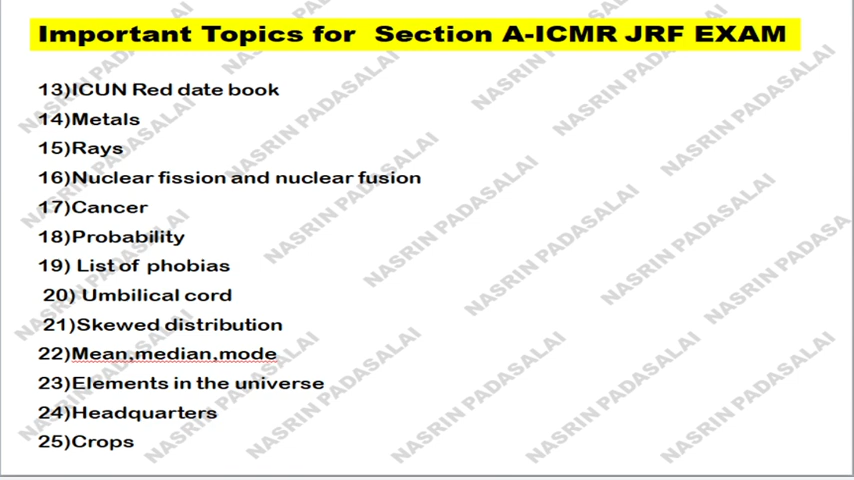 Important Topics for Section A-ICMR JRF EXAM
13)ICUN Red date book
14)Metals
15)Rays
16)Nuclear fission and nuclear fusion
17)Cancer
18)Probability
19) List of phobias
20) Umbilical cord
21)Skewed distribution
22)Mean,median,mode
23)Elements in the universe
24)Headquarters
25)Crops
NASRIN PADASALAI